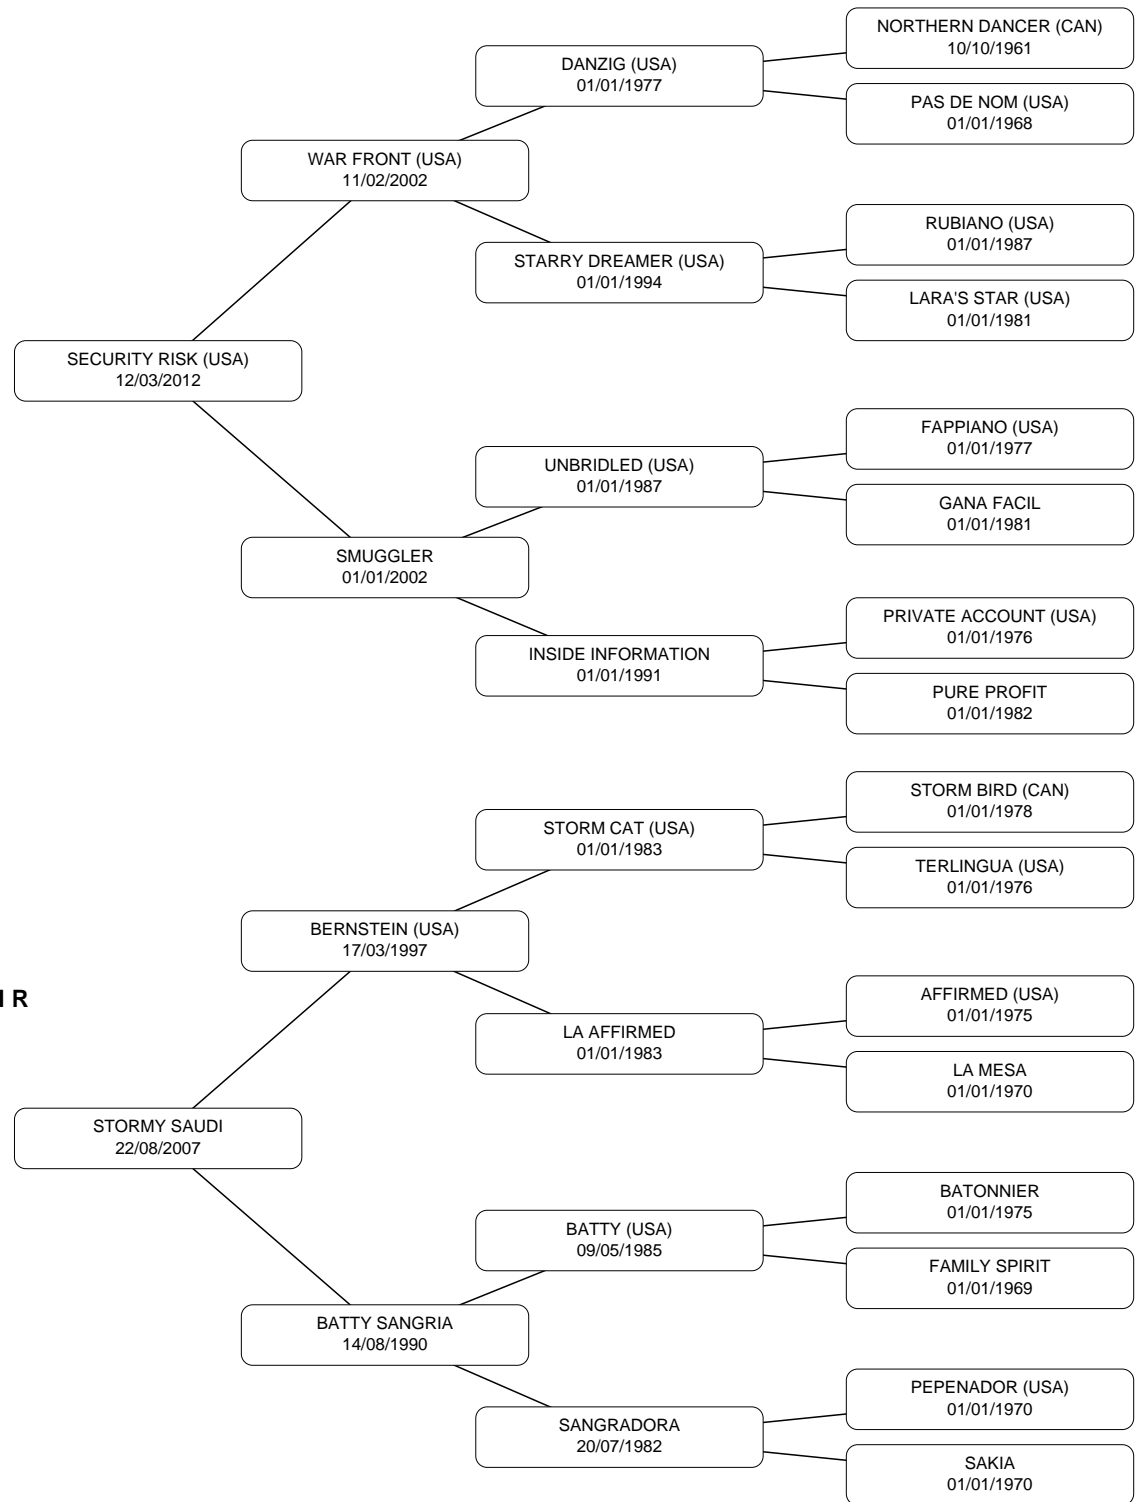 NORTHERN DANCER (CAN)
10/10/1961
DANZIG (USA)
01/01/1977
PAS DE NOM (USA)
01/01/1968
WAR FRONT (USA)
11/02/2002
RUBIANO (USA)
01/01/1987
STARRY DREAMER (USA)
01/01/1994
LARA'S STAR (USA)
01/01/1981
SECURITY RISK (USA)
12/03/2012
FAPPIANO (USA)
01/01/1977
UNBRIDLED (USA)
01/01/1987
GANA FACIL
01/01/1981
SMUGGLER
01/01/2002
PRIVATE ACCOUNT (USA)
01/01/1976
INSIDE INFORMATION
01/01/1991
PURE PROFIT
01/01/1982
STORM BIRD (CAN)
01/01/1978
STORM CAT (USA)
01/01/1983
TERLINGUA (USA)
01/01/1976
BERNSTEIN (USA)
17/03/1997
AFFIRMED (USA)
01/01/1975
LA AFFIRMED
01/01/1983
LA MESA
01/01/1970
R
STORMY SAUDI
22/08/2007
BATONNIER
01/01/1975
BATTY (USA)
09/05/1985
FAMILY SPIRIT
01/01/1969
BATTY SANGRIA
14/08/1990
PEPENADOR (USA)
01/01/1970
SANGRADORA
20/07/1982
SAKIA
01/01/1970